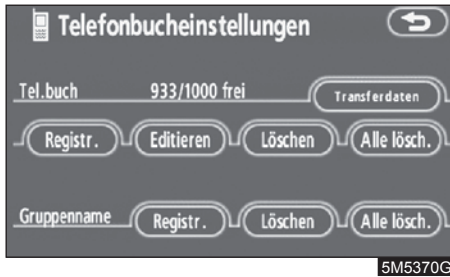 Telefonbucheinstellungen
Tel.buch 933/1000 frei Transferdaten
Registr. Editieren Löschen Alle lösch.
Gruppenname Registr. Löschen Alle lösch.
5M5370G